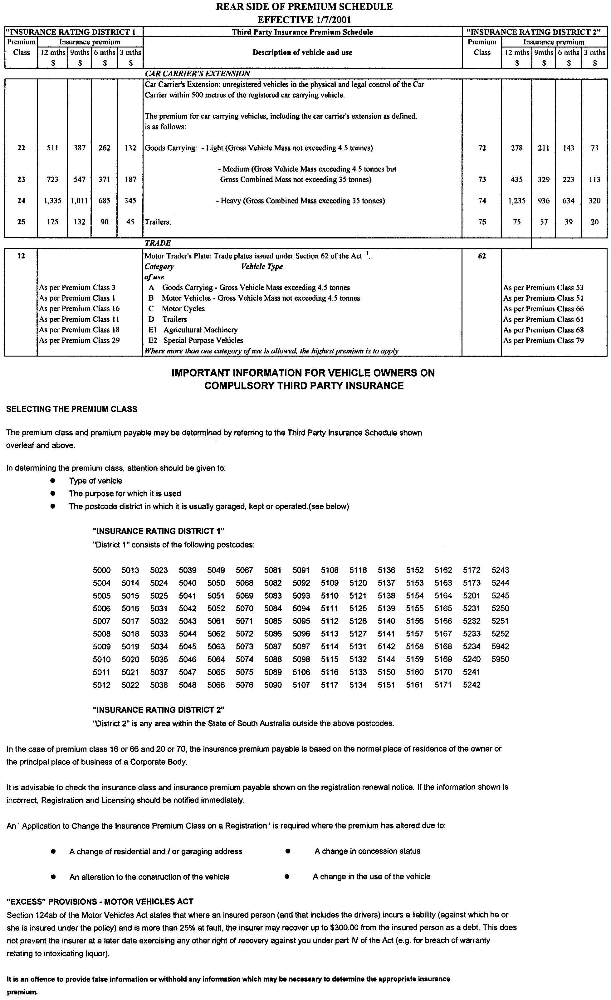 REAR SIDE OF PREMIUM SCHEDULE
EFFECTIVE 1/7/2001
"INSURANCE RATING DISTRICT 1 Third Party Insurance Premium Schedule "INSURANCE RATING DISTRICT 2"
Premium Insurance premium Premium Insurance premium
Class 12 mths 9mths 6 mths 3 mths Description of vehicle and use Class 12 mths 9mths 6 mths 3 mths
$ $ $ $ $ $ $ $
CAR CARRIER'S EXTENSION
Car Carrier's Extension: unregistered vehicles in the physical and legal control of the Car
Carrier within 500 metres of the registered car carrying vehicle.
The premium for car carrying vehicles, including the car carrier's extension as defined,
is as follows:
22 511 387 262 132 Goods Carrying: - Light (Gross Vehicle Mass not exceeding 4.5 tonnes) 72 278 211 143 73
- Medium (Gross Vehicle Mass exceeding 4.5 tonnes but
23 723 547 371 187 Gross Combined Mass not exceeding 35 tonnes) 73 435 329 223 113
24 1,335 1,011 685 345 - Heavy (Gross Combined Mass exceeding 35 tonnes) 74 1,235 936 634 320
25 175 132 90 45 Trailers: 75 75 57 39 20
TRADE
12 Motor Trader's Plate: Trade plates issued under Section 62 of the Act 1. 62
Category Vehicle Type
of use
As per Premium Class 3 A Goods Carrying - Gross Vehicle Mass exceeding 4.5 tonnes As per Premium Class 53
As per Premium Class 1 B Motor Vehicles - Gross Vehicle Mass not exceeding 4.5 tonnes As per Premium Class 51
As per Premium Class 16 C Motor Cycles As per Premium Class 66
As per Premium Class 11 D Trailers As per Premium Class 61
As per Premium Class 18 E1 Agricultural Machinery As per Premium Class 68
As per Premium Class 29 E2 Special Purpose Vehicles As per Premium Class 79
Where more than one category of use is allowed, the highest premium is to apply
IMPORTANT INFORMATION FOR VEHICLE OWNERS ON
COMPULSORY THIRD PARTY INSURANCE
SELECTING THE PREMIUM CLASS
The premium class and premium payable may be determined by referring to the Third Party Insurance Schedule shown
overleaf and above.
In determining the premium class, attention should be given to:
● Type of vehicle
● The purpose for which it is used
● The postcode district in which it is usually garaged, kept or operated.(see below)
"INSURANCE RATING DISTRICT 1"
"District 1" consists of the following postcodes:
5000 5013 5023 5039 5049 5067 5081 5091 5108 5118 5136 5152 5162 5172 5243
5004 5014 5024 5040 5050 5068 5082 5092 5109 5120 5137 5153 5163 5173 5244
5005 5015 5025 5041 5051 5069 5083 5093 5110 5121 5138 5154 5164 5201 5245
5006 5016 5031 5042 5052 5070 5084 5094 5111 5125 5139 5155 5165 5231 5250
5007 5017 5032 5043 5061 5071 5085 5095 5112 5126 5140 5156 5166 5232 5251
5008 5018 5033 5044 5062 5072 5086 5096 5113 5127 5141 5157 5167 5233 5252
5009 5019 5034 5045 5063 5073 5087 5097 5114 5131 5142 5158 5168 5234 5942
5010 5020 5035 5046 5064 5074 5088 5098 5115 5132 5144 5159 5169 5240 5950
5011 5021 5037 5047 5065 5075 5089 5106 5116 5133 5150 5160 5170 5241
5012 5022 5038 5048 5066 5076 5090 5107 5117 5134 5151 5161 5171 5242
"INSURANCE RATING DISTRICT 2"
"District 2" is any area within the State of South Australia outside the above postcodes.
In the case of premium class 16 or 66 and 20 or 70, the insurance premium payable is based on the normal place of residence of the owner or
the principal place of business of a Corporate Body.
It is advisable to check the insurance class and insurance premium payable shown on the registration renewal notice. If the information shown is
incorrect, Registration and Licensing should be notified immediately.
An ' Application to Change the Insurance Premium Class on a Registration ' is required where the premium has altered due to:
● A change of residential and / or garaging address ● A change in concession status
● An alteration to the construction of the vehicle ● A change in the use of the vehicle
"EXCESS" PROVISIONS - MOTOR VEHICLES ACT
Section 124ab of the Motor Vehicles Act states that where an insured person (and that includes the drivers) incurs a liability (against which he or
she is insured under the policy) and is more than 25% at fault, the insurer may recover up to $300.00 from the insured person as a debt. This does
not prevent the insurer at a later date exercising any other right of recovery against you under part IV of the Act (e.g. for breach of warranty
relating to intoxicating liquor).
It is an offence to provide false information or withhold any information which may be necessary to determine the appropriate insurance
premium.